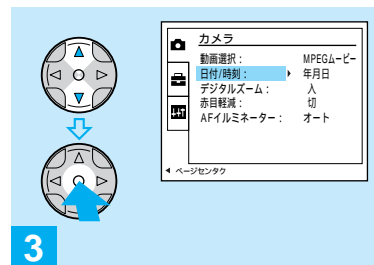 カメラ
動画選択： MPEGムービー
日付/時刻： 年月日
デジタルズーム： 入
赤目軽減： 切
AFイルミネーター： オート
ページセンタク
3